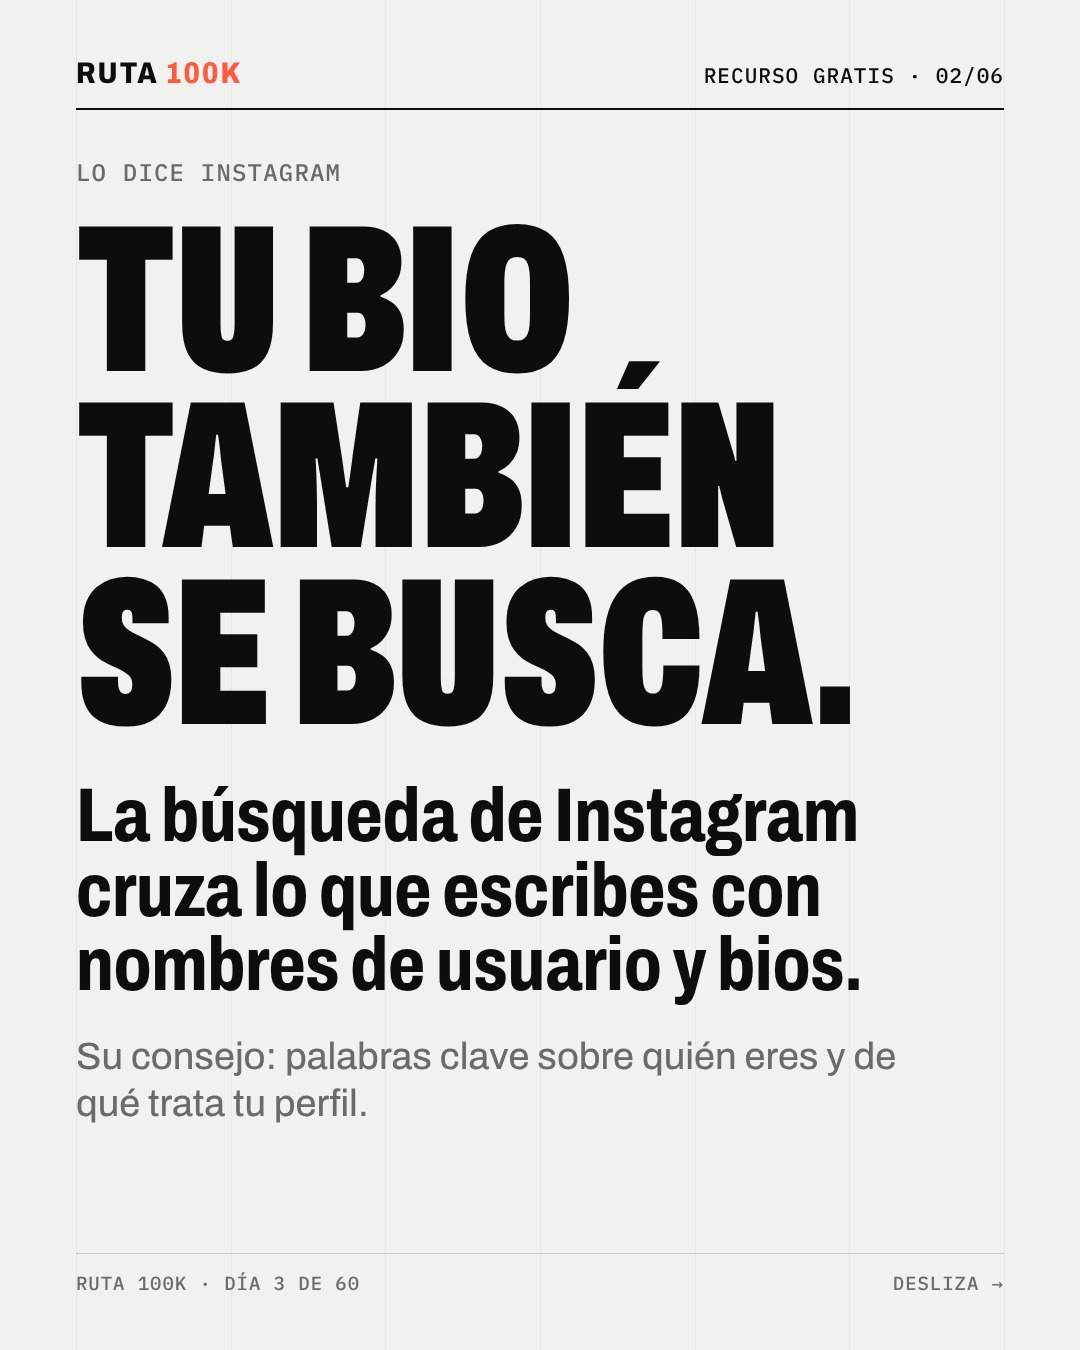 RUTA 100K
RECURSO GRATIS · 02/06
LO DICE INSTAGRAM
TU BIO
TAMBIÉN
SE BUSCA.
La búsqueda de Instagram
cruza lo que escribes con
nombres de usuario y bios.
Su consejo: palabras clave sobre quién eres y de
qué trata tu perfil.
RUTA 100K · DÍA 3 DE 60
DESLIZA →